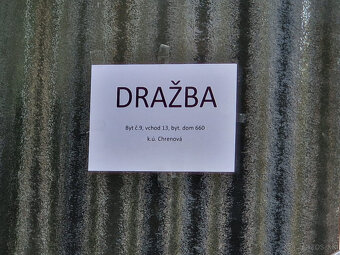 DRAŽBA
Byt č.9, vchod 13, byt. dom 660
k.ú. Chrenová